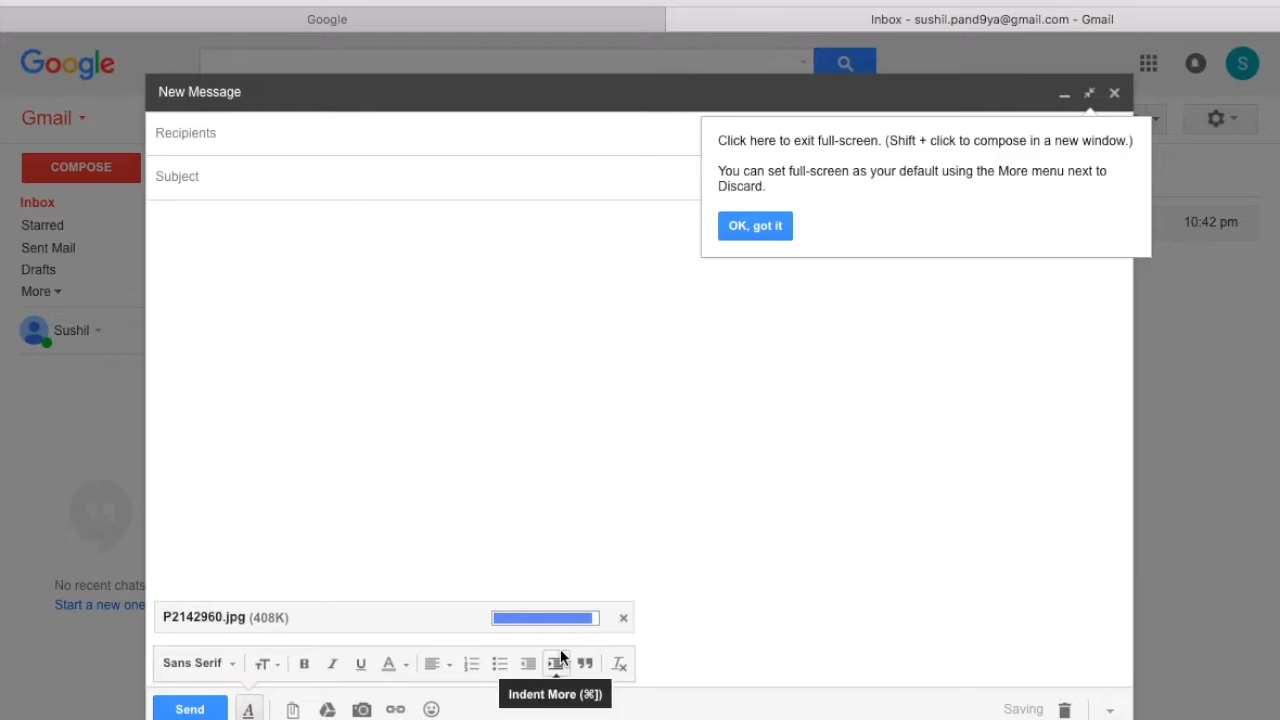 Google
Inbox - sushil.pand9ya@gmail.com - Gmail
Google
S
New Message
Gmail
Recipients
Click here to exit full-screen. (Shift + click to compose in a new window.)
You can set full-screen as your default using the More menu next to
Discard.
OK, got it
COMPOSE
Subject
Inbox
Starred
Sent Mail
Drafts
More
10:42 pm
Sushil
No recent chats
Start a new one
P2142960.jpg (408K)
Sans Serif
Indent More (⌘])
Send
Saving